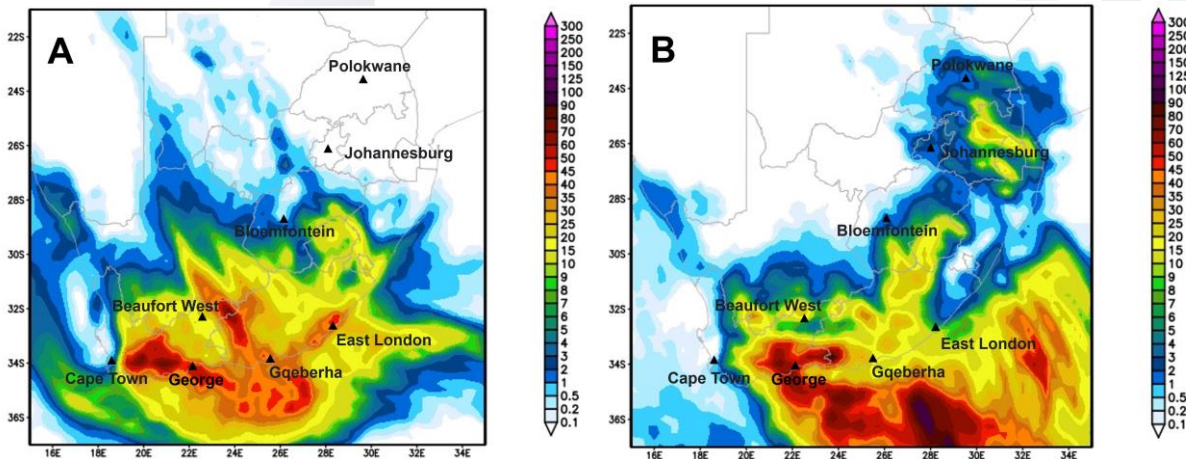 A
22S
24S
26S
28S
30S
32S
34S
36S
Polokwane
Johannesburg
Bloemfontein
Beaufort West
East London
Cape Town
George
Gqeberha
16E 18E 20E 22E 24E 26E 28E 30E 32E 34E
300
250
200
150
125
100
90
80
70
60
50
45
40
35
30
25
20
15
10
9
8
7
6
5
4
3
2
1
0.5
0.2
0.1
B
22S
24S
26S
28S
30S
32S
34S
36S
Polokwane
Johannesburg
Bloemfontein
Beaufort West
East London
Cape Town
George
Gqeberha
16E 18E 20E 22E 24E 26E 28E 30E 32E 34E
300
250
200
150
125
100
90
80
70
60
50
45
40
35
30
25
20
15
10
9
8
7
6
5
4
3
2
1
0.5
0.2
0.1